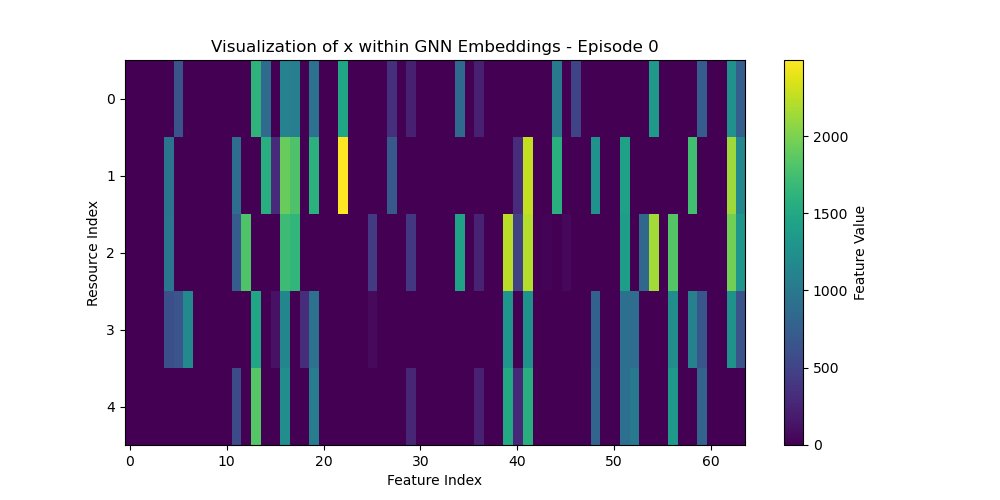 Visualization of x within GNN Embeddings - Episode 0
Resource Index
0
1
2
3
4
0 10 20 30 40 50 60
Feature Index
2000
1500
1000
500
0
Feature Value